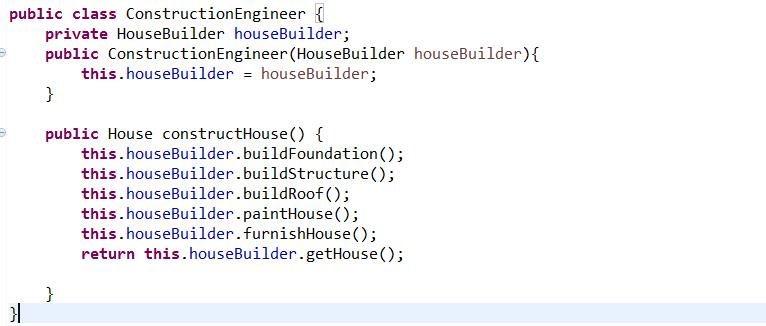 public class ConstructionEngineer {
    private HouseBuilder houseBuilder;
    public ConstructionEngineer(HouseBuilder houseBuilder){
        this.houseBuilder = houseBuilder;
    }

    public House constructHouse() {
        this.houseBuilder.buildFoundation();
        this.houseBuilder.buildStructure();
        this.houseBuilder.buildRoof();
        this.houseBuilder.paintHouse();
        this.houseBuilder.furnishHouse();
        return this.houseBuilder.getHouse();

    }
}